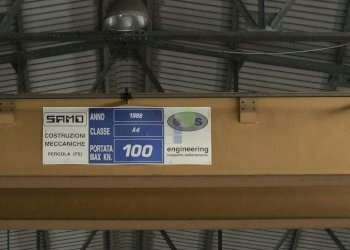 SAMO
COSTRUZIONI
MECCANICHE
PERGOLA (PS)
ANNO 1998
CLASSE A4
PORTATA
MAX KN. 100
engineering